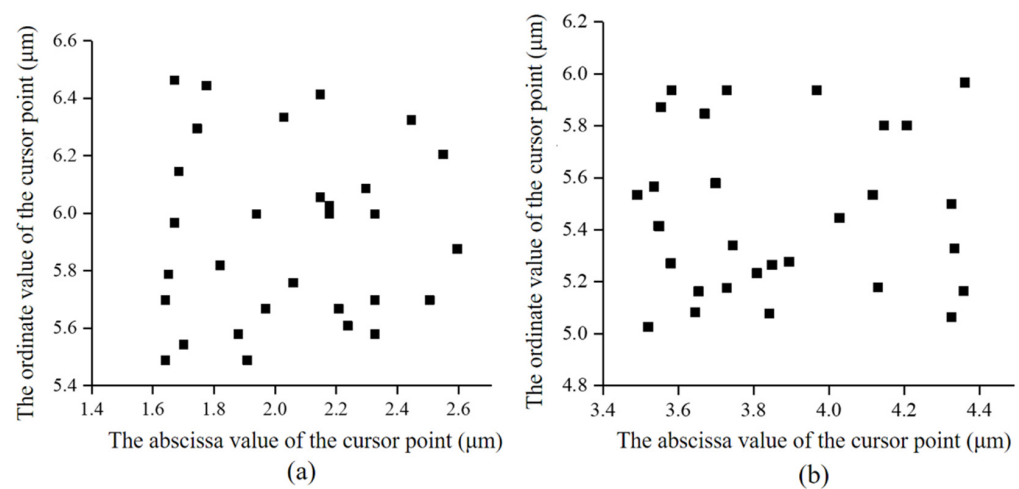 The ordinate value of the cursor point (μm)
6.6
6.4
6.2
6.0
5.8
5.6
5.4
1.4 1.6 1.8 2.0 2.2 2.4 2.6
The abscissa value of the cursor point (μm)
(a)
The ordinate value of the cursor point (μm)
6.2
6.0
5.8
5.6
5.4
5.2
5.0
4.8
3.4 3.6 3.8 4.0 4.2 4.4
The abscissa value of the cursor point (μm)
(b)